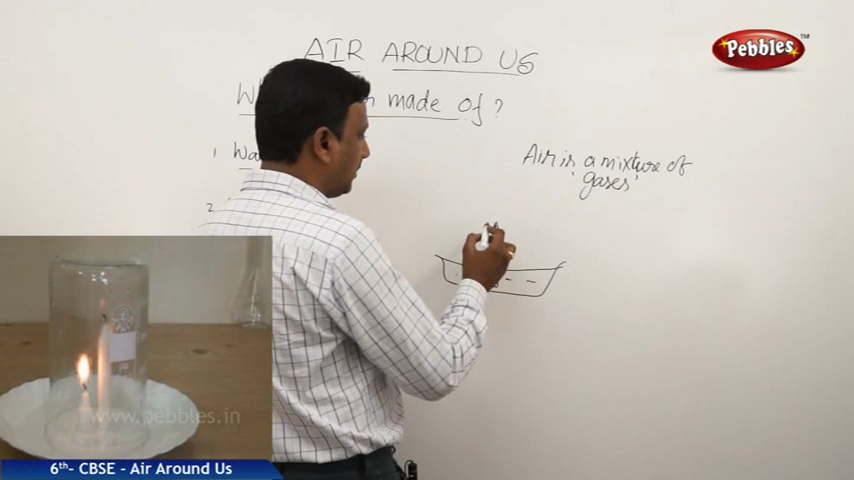 AIR AROUND US
Pebbles
made of?
1 Wa
Air is a mixture of
'gases'
2
www.pebbles.in
6th- CBSE - Air Around Us